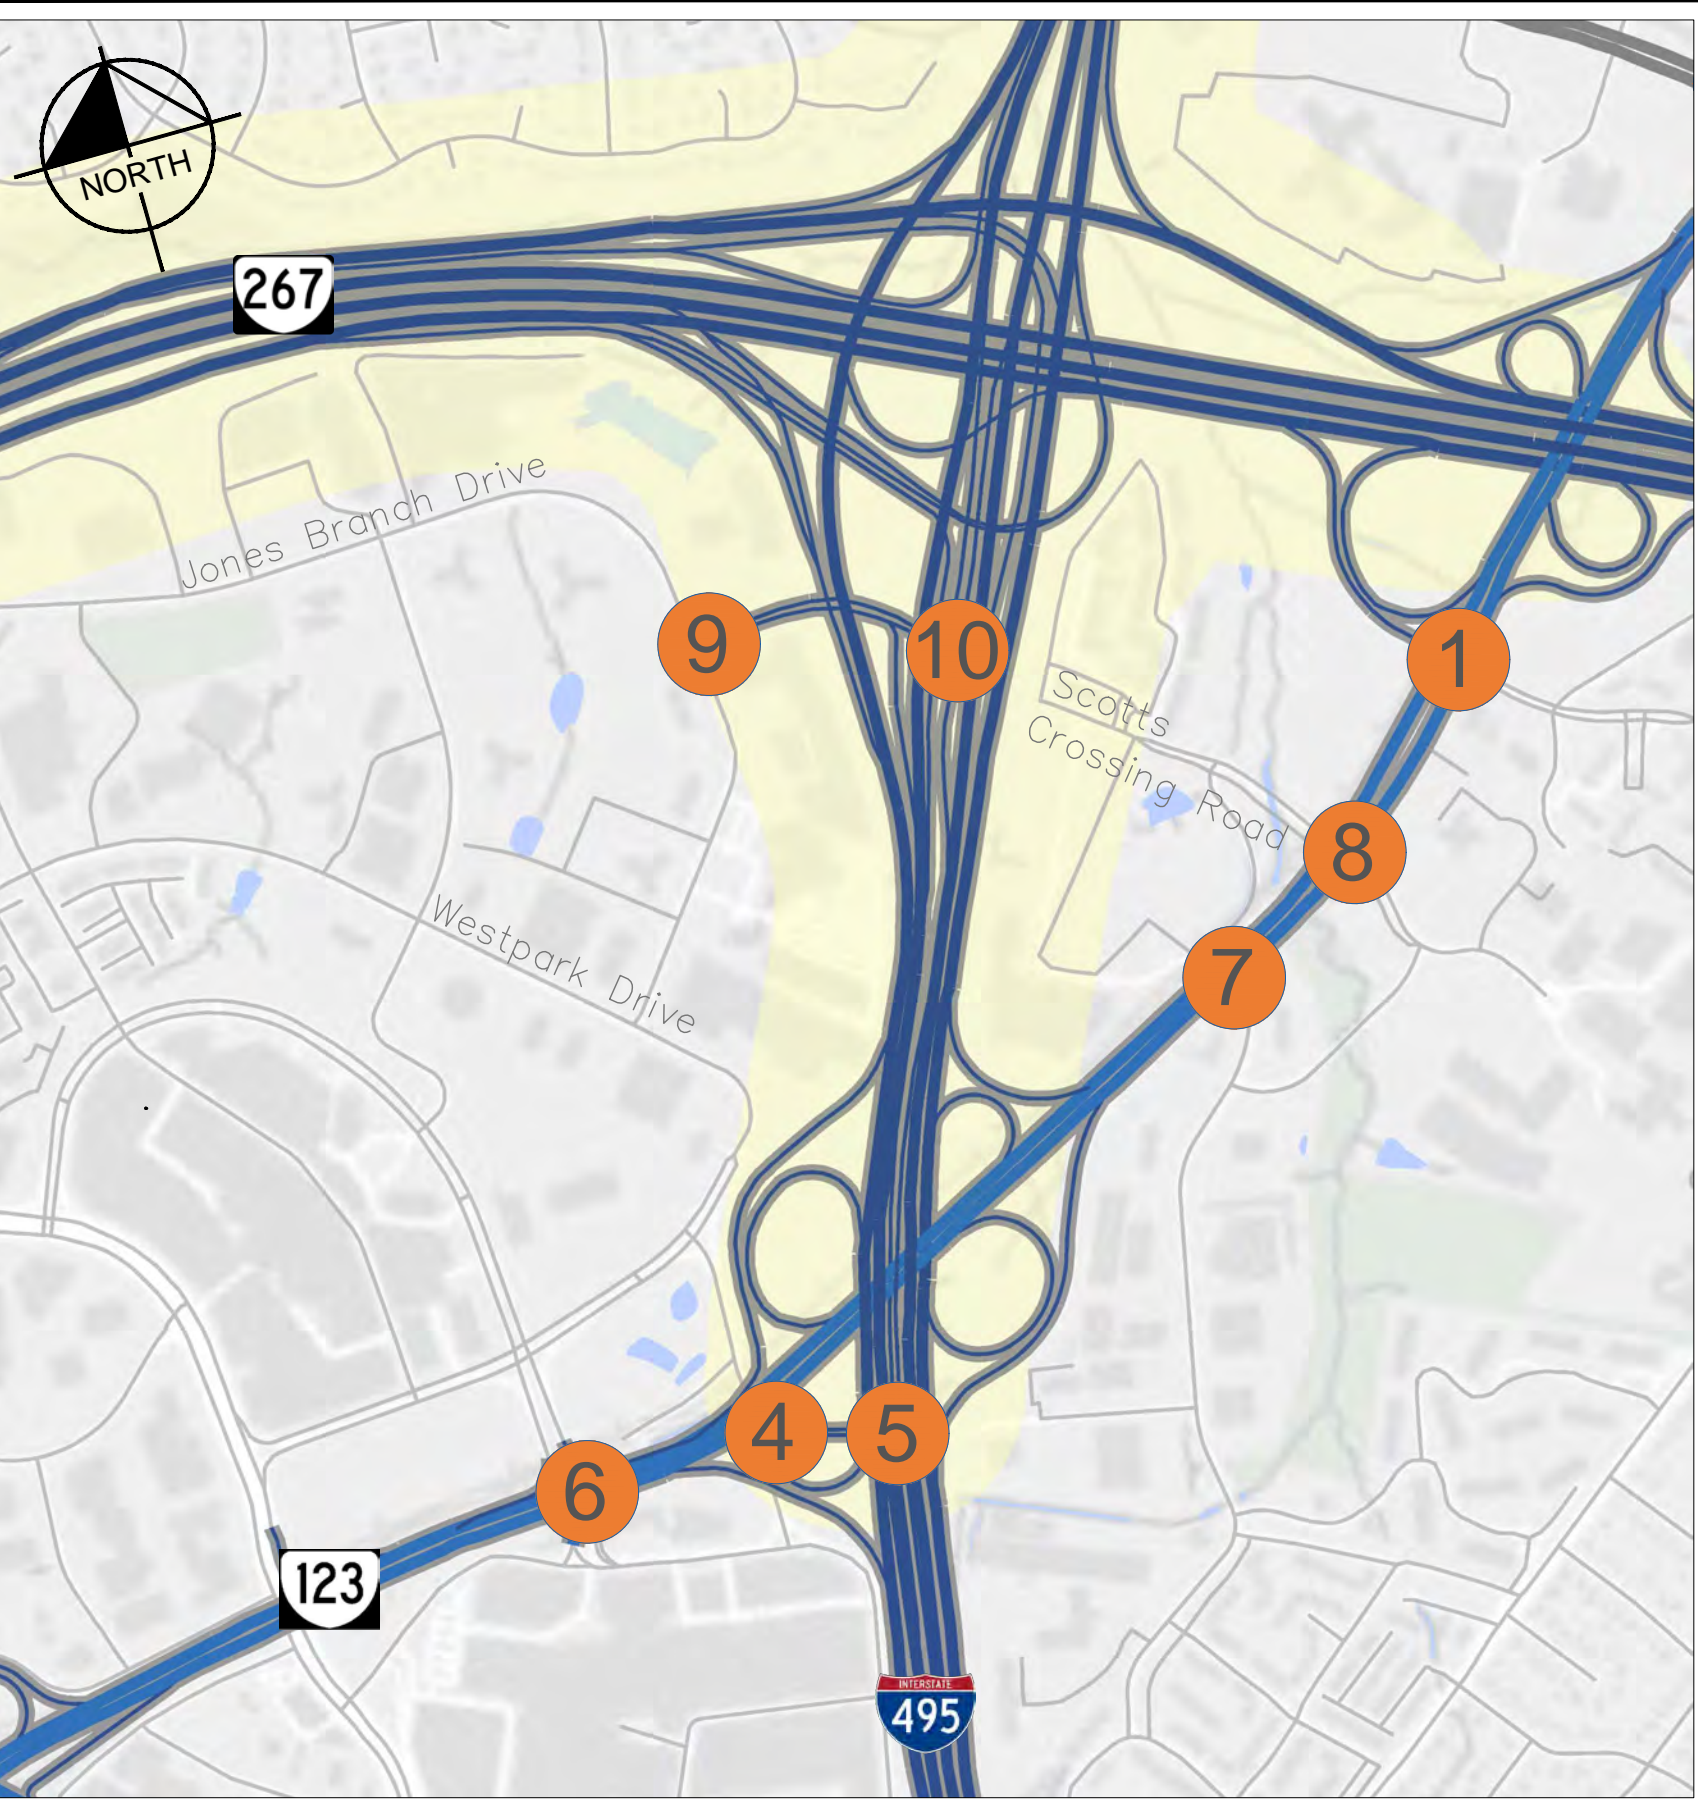 NORTH
267
Jones Branch Drive
9
10
1
Scotts
Crossing Road
8
Westpark Drive
7
4
5
6
123
INTERSTATE
495